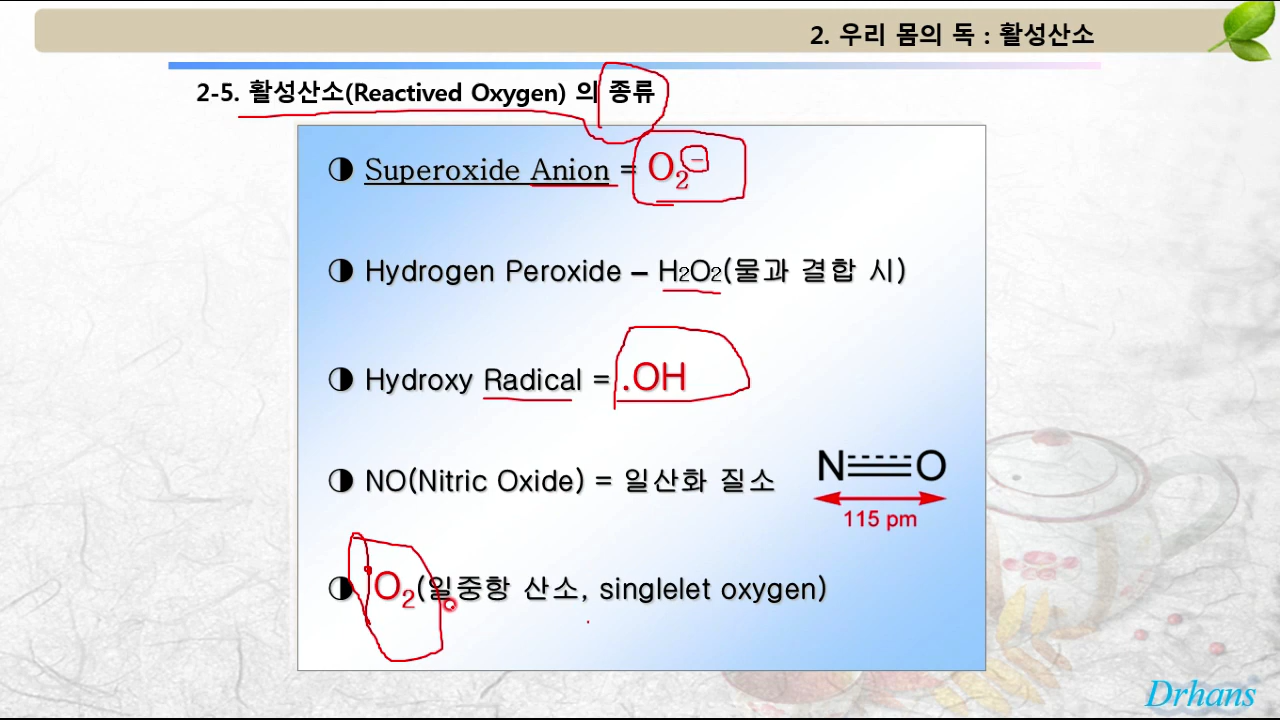 2. 우리 몸의 독 : 활성산소
2-5. 활성산소(Reactived Oxygen) 의 종류
◑ Superoxide Anion = O₂⁻
◑ Hydrogen Peroxide – H₂O₂(물과 결합 시)
◑ Hydroxy Radical = .OH
◑ NO(Nitric Oxide) = 일산화 질소
N O
115 pm
◑ O₂(일중항 산소, singlelet oxygen)
Drhans